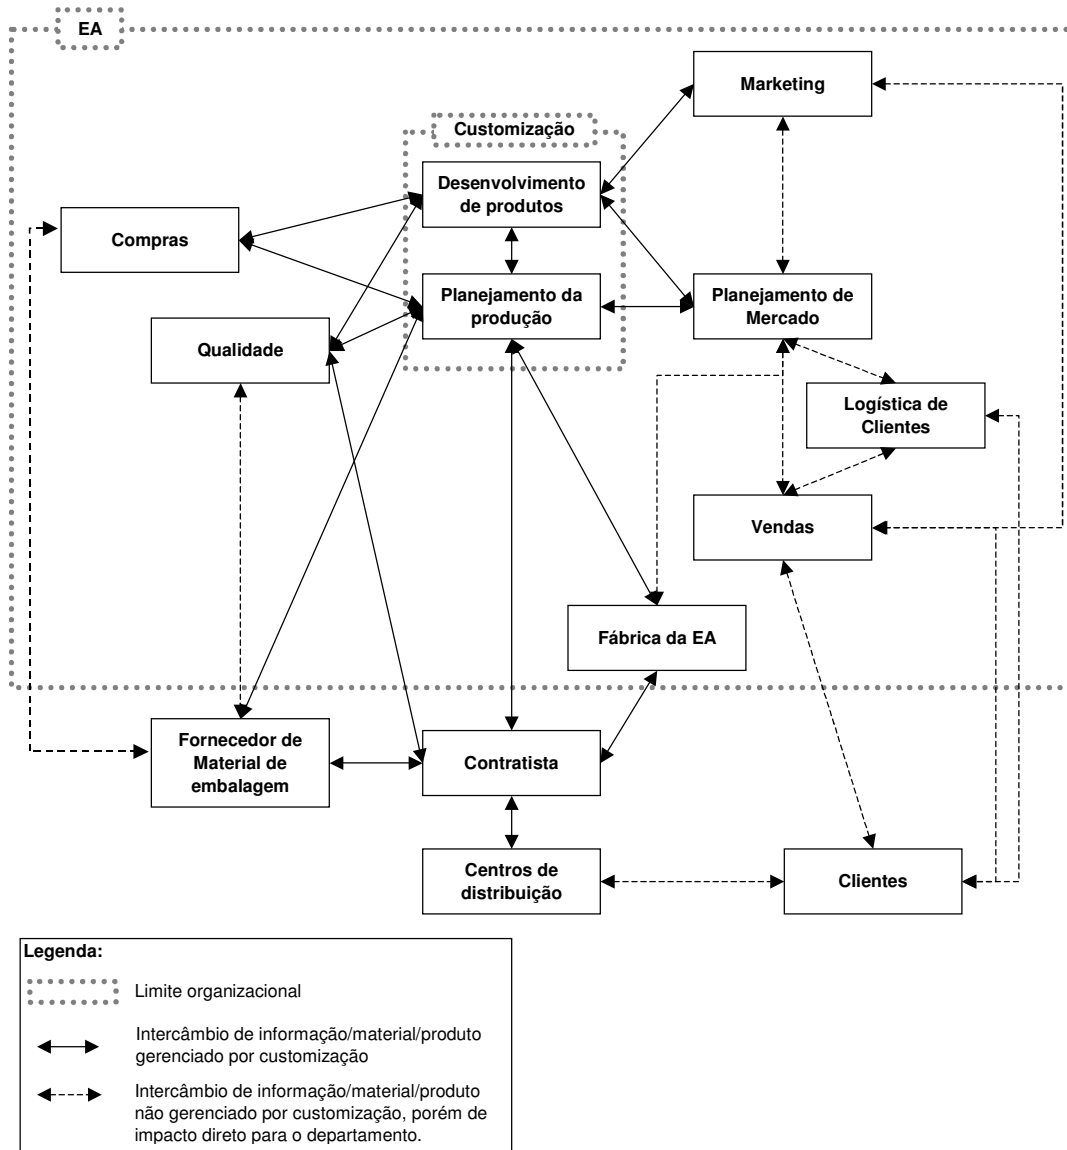 EA
Marketing
Customização
Desenvolvimento
de produtos
Compras
Planejamento da
produção
Planejamento de
Mercado
Qualidade
Logística de
Clientes
Vendas
Fábrica da EA
Fornecedor de
Material de
embalagem
Contratista
Centros de
distribuição
Clientes
Legenda:
Limite organizacional
Intercâmbio de informação/material/produto
gerenciado por customização
Intercâmbio de informação/material/produto
não gerenciado por customização, porém de
impacto direto para o departamento.